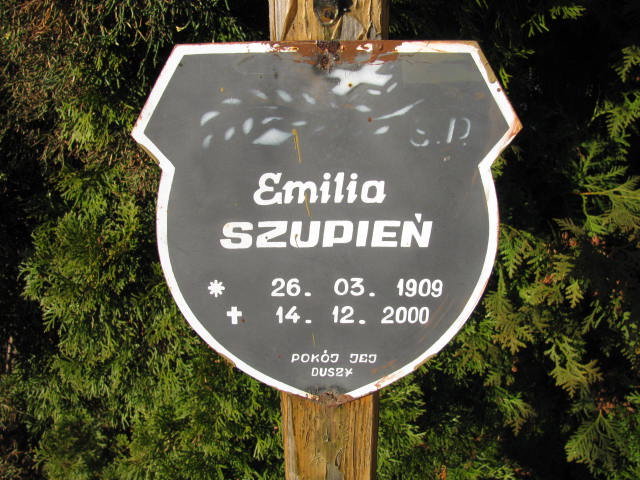 Ś.P.
Emilia
SZUPIEŃ
* 26. 03. 1909
✝ 14. 12. 2000
POKÓJ JEJ
DUSZY